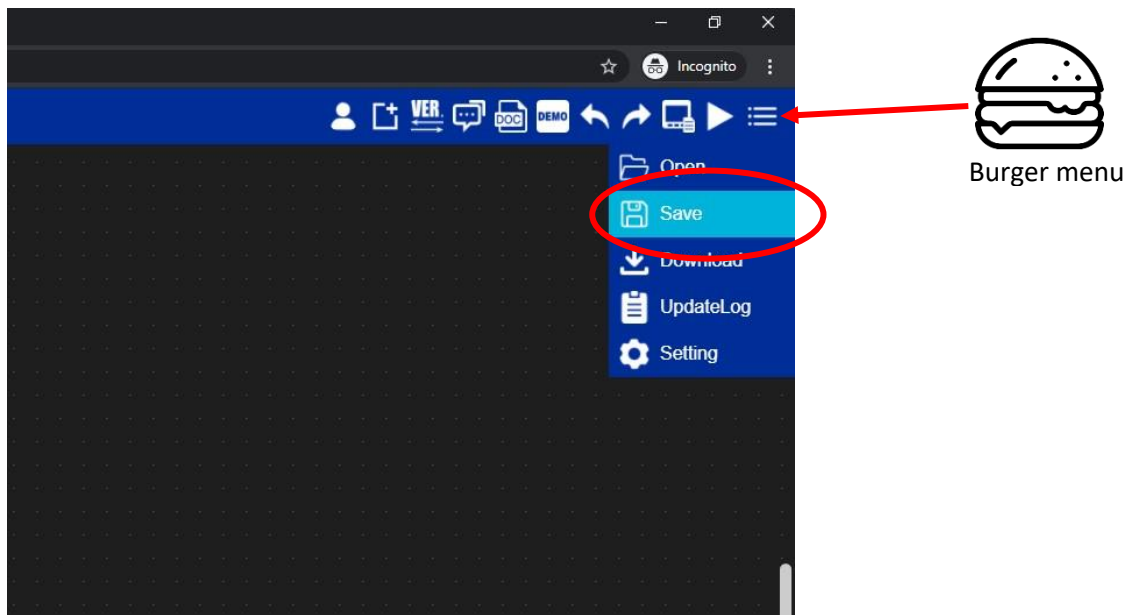 Incognito
VER.
DOC
DEMO
Open
Save
Download
UpdateLog
Setting
Burger menu